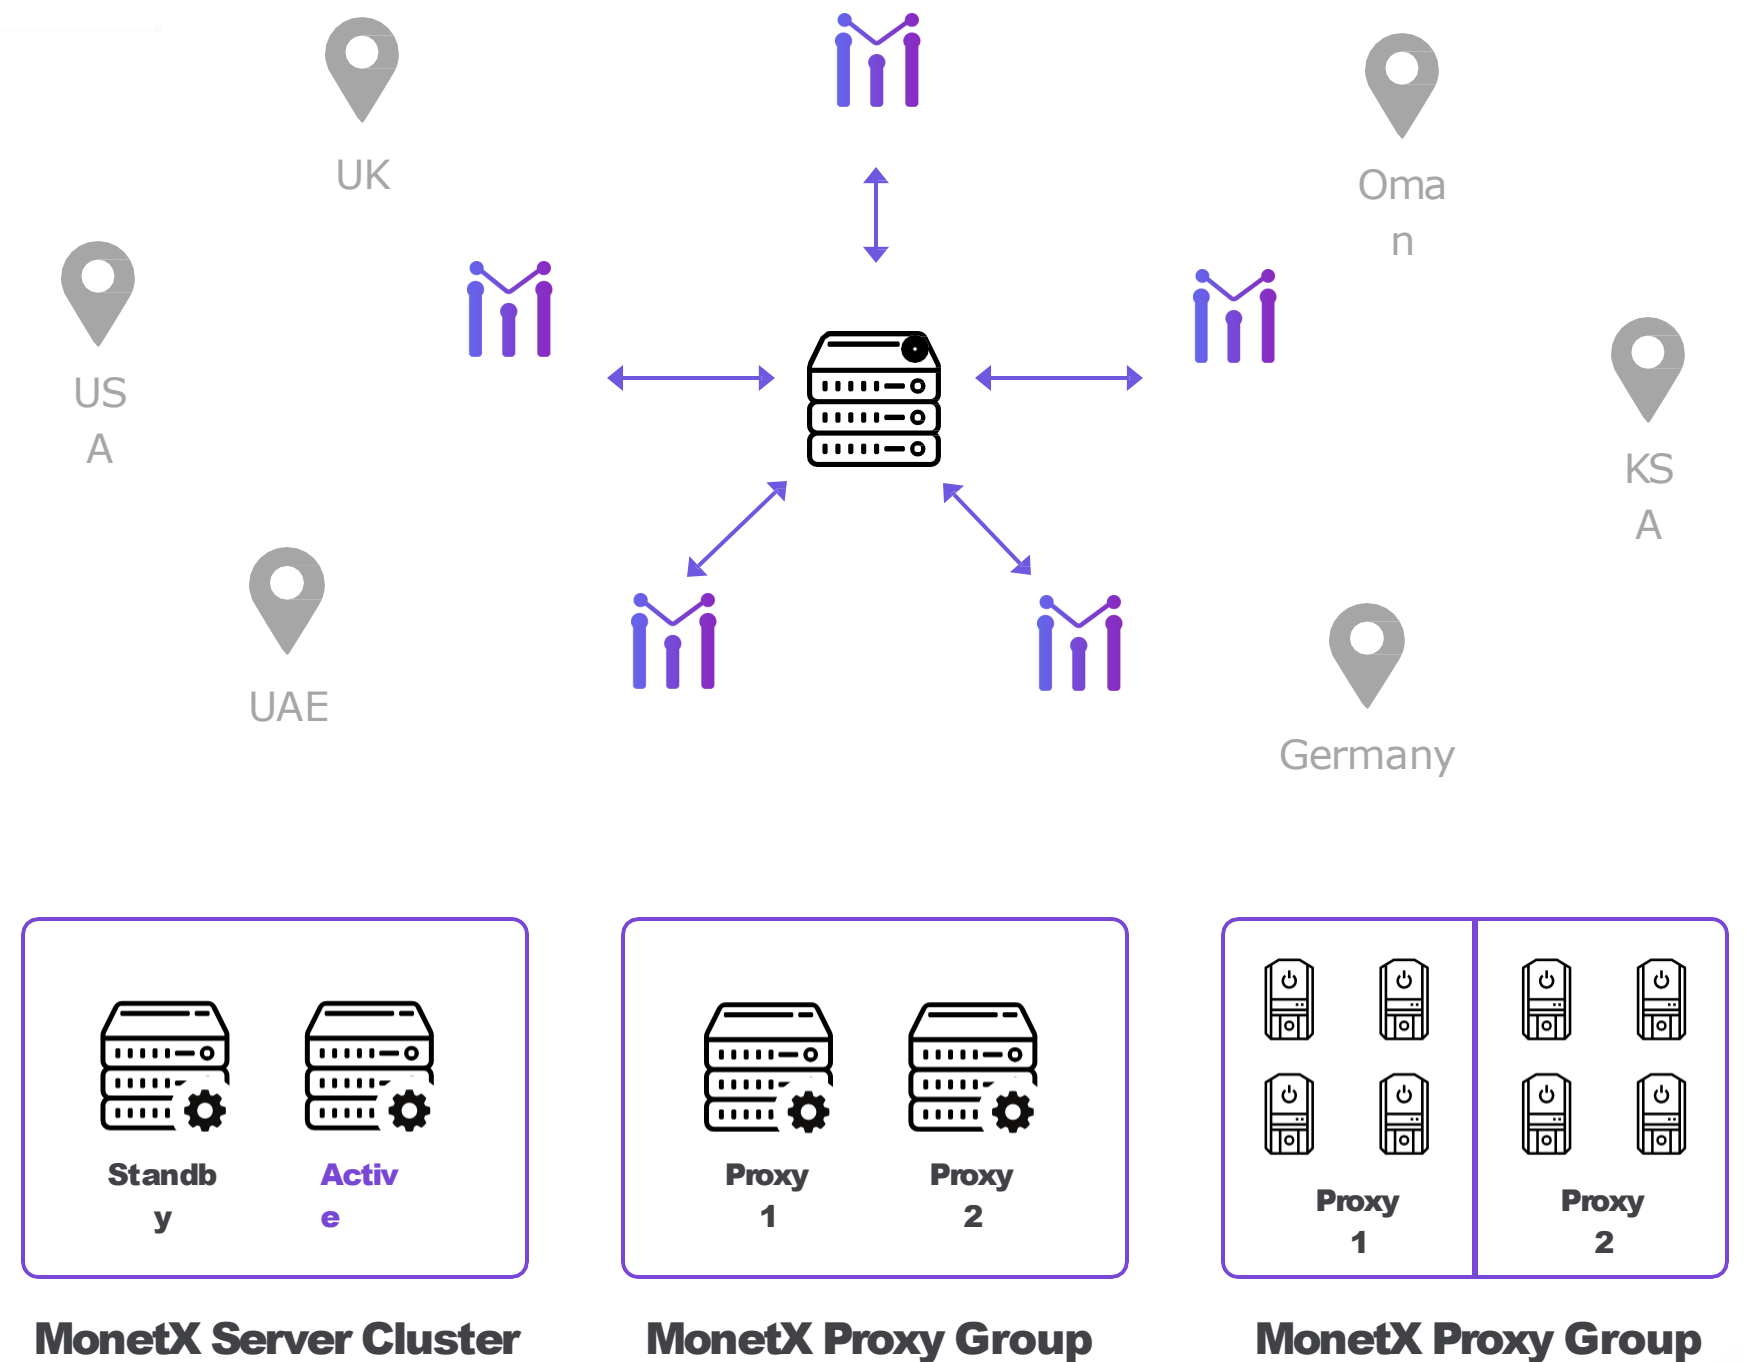 UK
Oma
n
US
A
KS
A
UAE
Germany
Standb
y
Activ
e
Proxy
1
Proxy
2
Proxy
1
Proxy
2
MonetX Server Cluster
MonetX Proxy Group
MonetX Proxy Group